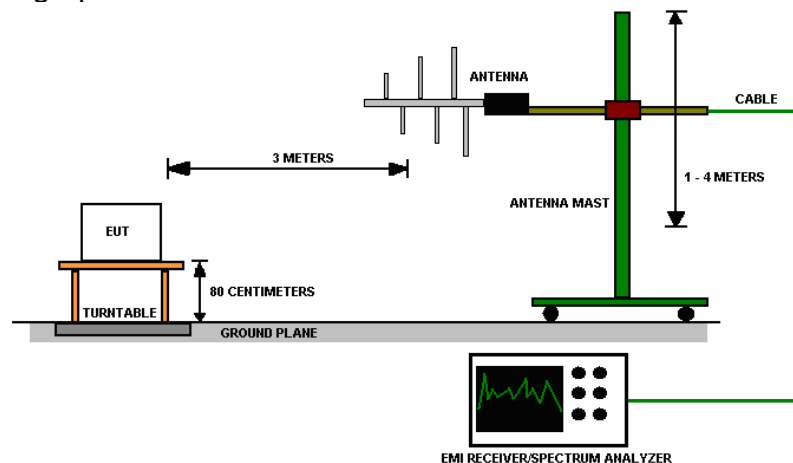 ANTENNA
CABLE
3 METERS
1 - 4 METERS
ANTENNA MAST
EUT
80 CENTIMETERS
TURNTABLE
GROUND PLANE
EMI RECEIVER/SPECTRUM ANALYZER